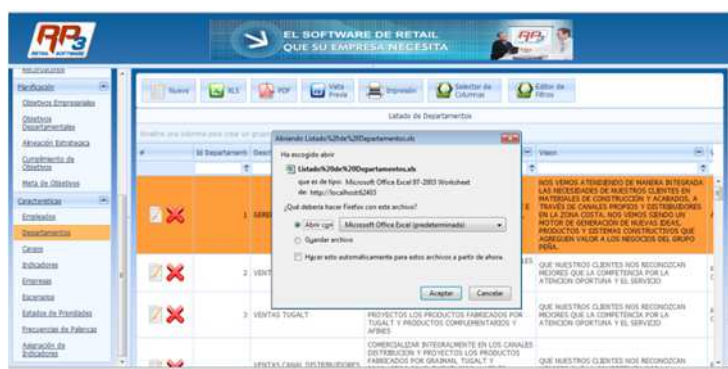 RP3
RETAIL SOFTWARE
EL SOFTWARE DE RETAIL
QUE SU EMPRESA NECESITA
Planificación
Objetivos Empresariales
Objetivos
Departamentales
Alineación Estrategica
Cumplimiento de
Objetivos
Meta de Objetivos
Características
Empleados
Departamentos
Cargos
Indicadores
Empresas
Escenarios
Estados de Prioridades
Frecuencias de Palancas
Asignación de
Indicadores
Nuevo
XLS
PDF
Vista
Previa
Impresión
Selector de
Columnas
Editor de
Filtros
Listado de Departamentos
#
Id Departament
Vision
Abriendo Listado%20de%20Departamentos.xls
Ha escogido abrir
Listado%20de%20Departamentos.xls
que es de tipo: Microsoft Office Excel 97-2003 Worksheet
de: http://localhost:62403
¿Qué debería hacer Firefox con este archivo?
Abrir con
Microsoft Office Excel (predeterminada)
Guardar archivo
Hacer esto automáticamente para estos archivos a partir de ahora.
Aceptar
Cancelar
1
NOS VEMOS ATENDIENDO DE MANERA INTEGRADA
LAS NECESIDADES DE NUESTROS CLIENTES EN
MATERIALES DE CONSTRUCCIÓN Y ACABADOS, A
TRAVÉS DE CANALES PROPIOS Y DISTRIBUIDORES
EN LA ZONA COSTA, NOS VEMOS SIENDO UN
MOTOR DE GENERACIÓN DE NUEVAS IDEAS,
PRODUCTOS Y SISTEMAS CONSTRUCTIVOS QUE
AGREGUEN VALOR A LOS NEGOCIOS DEL GRUPO
PEÑA.
2
QUE NUESTROS CLIENTES NOS RECONOZCAN
MEJORES QUE LA COMPETENCIA POR LA
ATENCION OPORTUNA Y EL SERVICIO
3
VENTAS TUGALT
PROYECTOS LOS PRODUCTOS FABRICADOS POR
TUGALT Y PRODUCTOS COMPLEMENTARIOS Y
AFINES
QUE NUESTROS CLIENTES NOS RECONOZCAN
MEJORES QUE LA COMPETENCIA POR LA
ATENCION OPORTUNA Y EL SERVICIO
VENTAS CANAL DISTRIBUIDORES
COMERCIALIZAR INTEGRALMENTE EN LOS CANALES
DISTRIBUCION Y PROYECTOS LOS PRODUCTOS
FABRICADOS POR GRAIMAN, TUGALT Y
QUE NUESTROS CLIENTES NOS RECONOZCAN